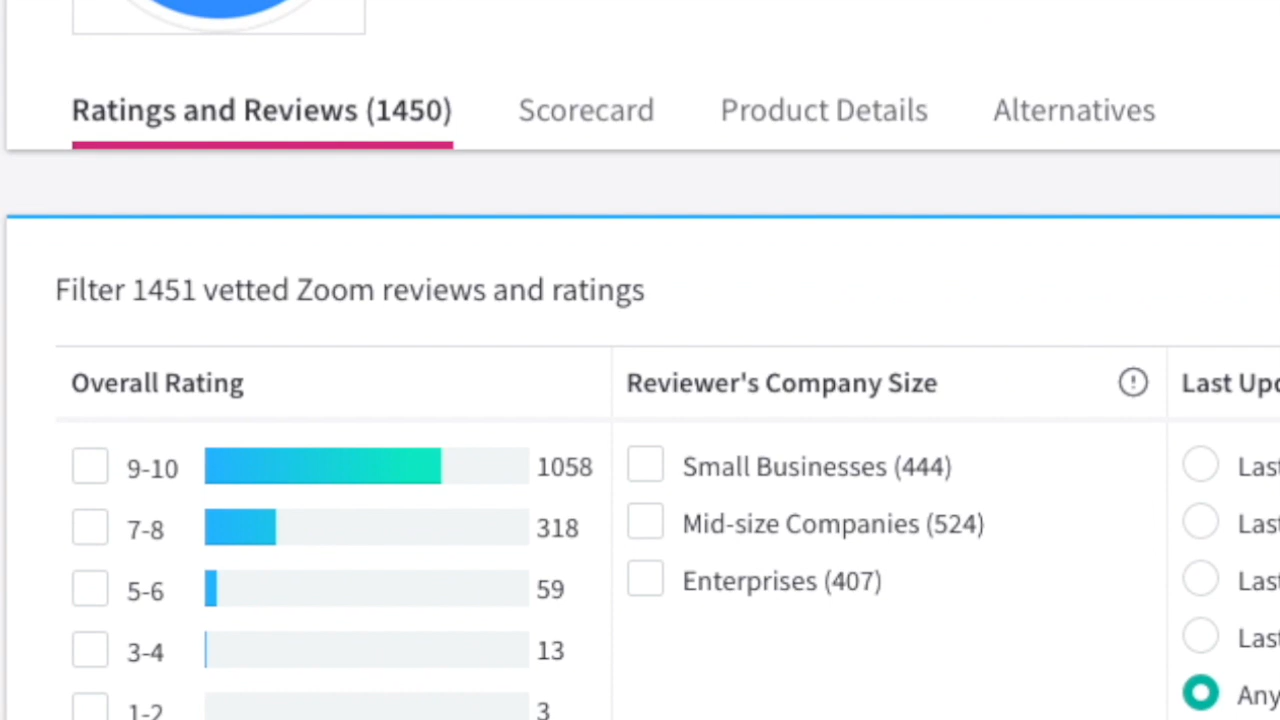 Ratings and Reviews (1450) Scorecard Product Details Alternatives
Filter 1451 vetted Zoom reviews and ratings
Overall Rating Reviewer's Company Size Last
9-10 1058 Small Businesses (444)
7-8 318 Mid-size Companies (524)
5-6 59 Enterprises (407)
3-4 13
1-2 3 Any